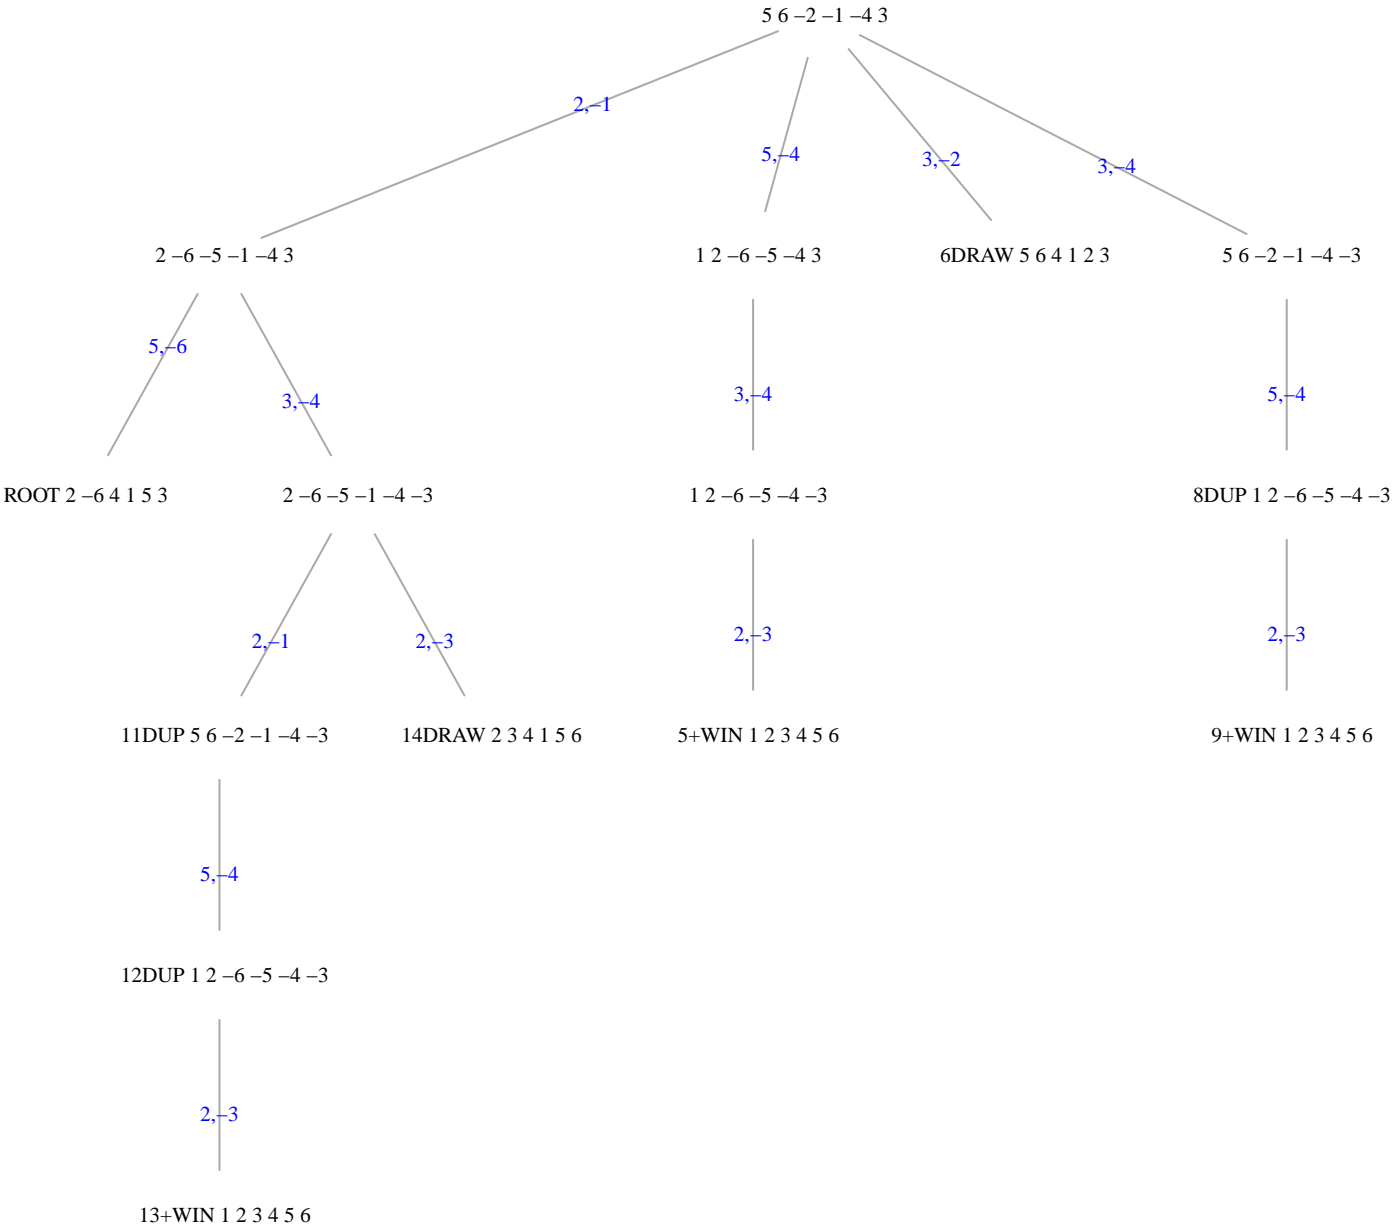 5 6 –2 –1 –4 3
2,–1
5,–4
3,–2
3,–4
2 –6 –5 –1 –4 3
1 2 –6 –5 –4 3
6DRAW 5 6 4 1 2 3
5 6 –2 –1 –4 –3
5,–6
3,–4
3,–4
5,–4
ROOT 2 –6 4 1 5 3
2 –6 –5 –1 –4 –3
1 2 –6 –5 –4 –3
8DUP 1 2 –6 –5 –4 –3
2,–1
2,–3
2,–3
2,–3
11DUP 5 6 –2 –1 –4 –3
14DRAW 2 3 4 1 5 6
5+WIN 1 2 3 4 5 6
9+WIN 1 2 3 4 5 6
5,–4
12DUP 1 2 –6 –5 –4 –3
2,–3
13+WIN 1 2 3 4 5 6